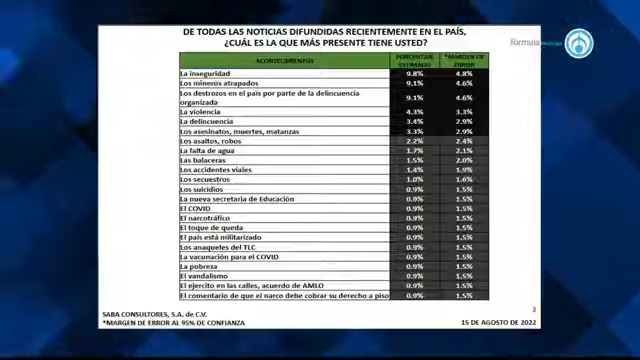 DE TODAS LAS NOTICIAS DIFUNDIDAS RECIENTEMENTE EN EL PAÍS,
¿CUÁL ES LA QUE MÁS PRESENTE TIENE USTED?
ACONTECIMIENTOS PORCENTAJE ESTIMADO *MARGEN DE ERROR
La inseguridad 9.8% 4.8%
Los mineros atrapados 9.1% 4.6%
Los destrozos en el país por parte de la delincuencia
organizada 9.1% 4.6%
La violencia 4.3% 3.3%
La delincuencia 3.4% 2.9%
Los asesinatos, muertes, matanzas 3.3% 2.9%
Los asaltos, robos 2.2% 2.4%
La falta de agua 1.7% 2.1%
Las balaceras 1.5% 2.0%
Los accidentes viales 1.4% 1.9%
Los secuestros 1.0% 1.6%
Los suicidios 0.9% 1.5%
La nueva secretaria de Educación 0.9% 1.5%
El COVID 0.9% 1.5%
El narcotráfico 0.9% 1.5%
El toque de queda 0.9% 1.5%
El país está militarizado 0.9% 1.5%
Los anaqueles del TLC 0.9% 1.5%
La vacunación para el COVID 0.9% 1.5%
La pobreza 0.9% 1.5%
El vandalismo 0.9% 1.5%
El ejercito en las calles, acuerdo de AMLO 0.9% 1.5%
El comentario de que el narco debe cobrar su derecho a piso 0.9% 1.5%
3
SABA CONSULTORES, S.A. de C.V.
*MARGEN DE ERROR AL 95% DE CONFIANZA 15 DE AGOSTO DE 2022